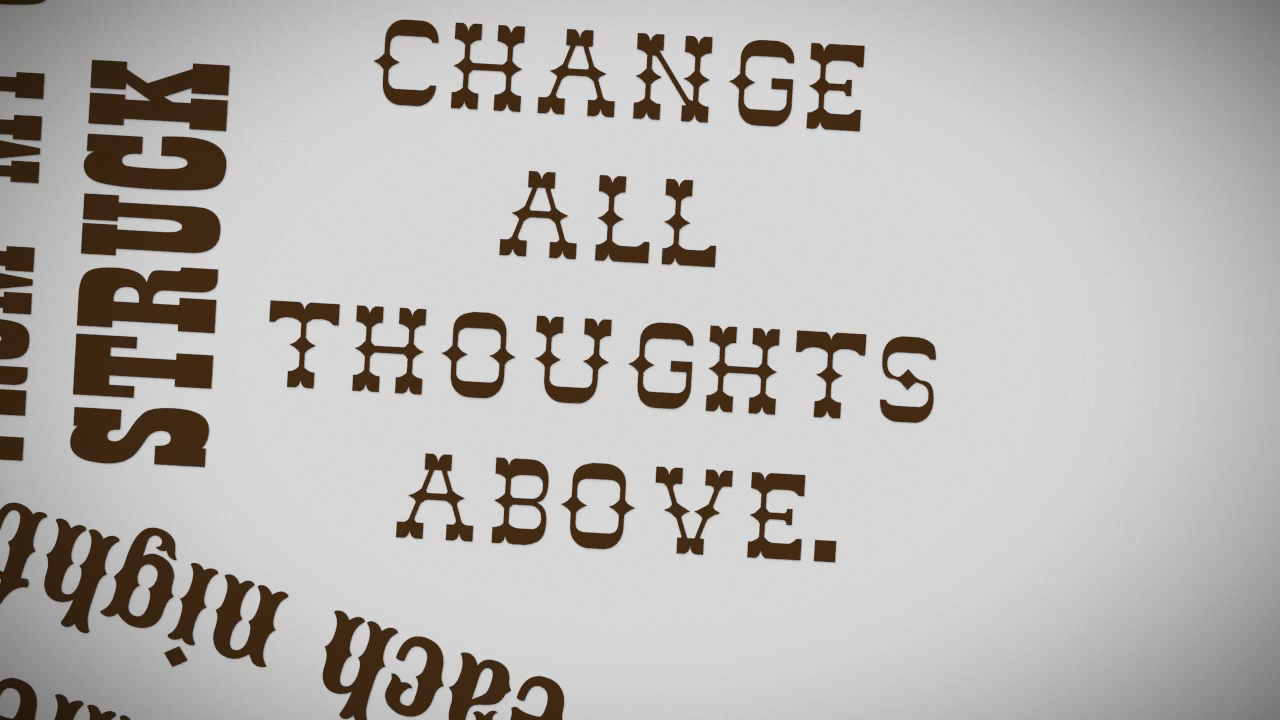 CHANGE
ALL
THOUGHTS
ABOVE.
STRUCK
each night